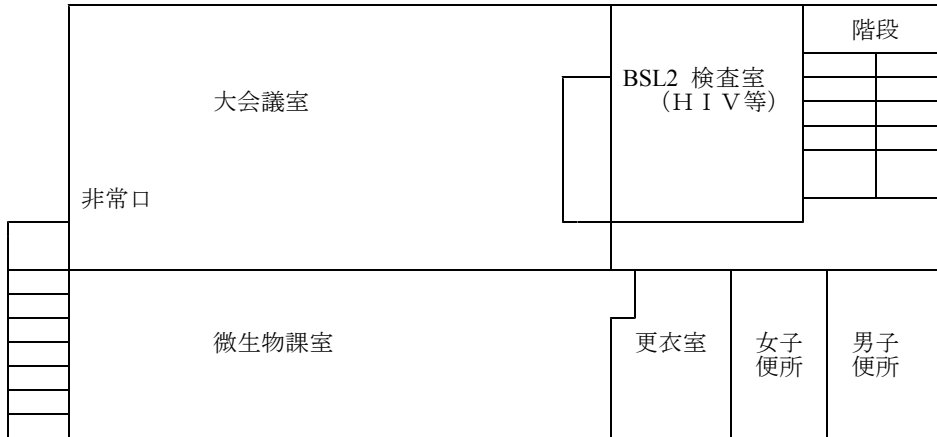 階段
BSL2 検査室
（ＨＩＶ等）
大会議室
非常口
微生物課室
更衣室
女子
便所
男子
便所